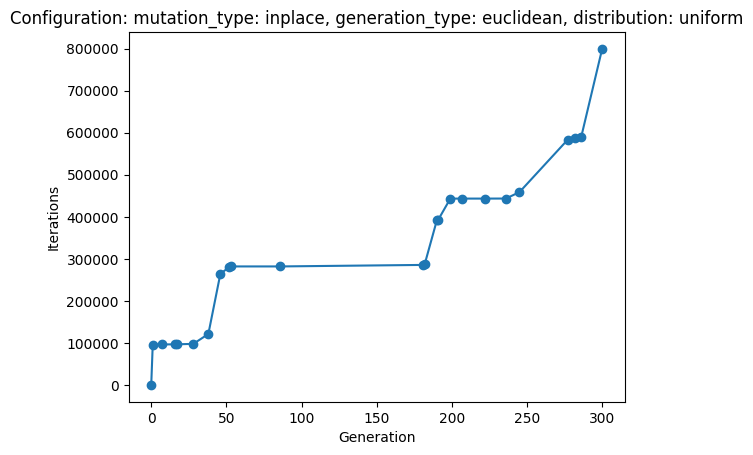 Configuration: mutation_type: inplace, generation_type: euclidean, distribution: uniform
800000
700000
600000
500000
400000
300000
200000
100000
0
Iterations
0 50 100 150 200 250 300
Generation